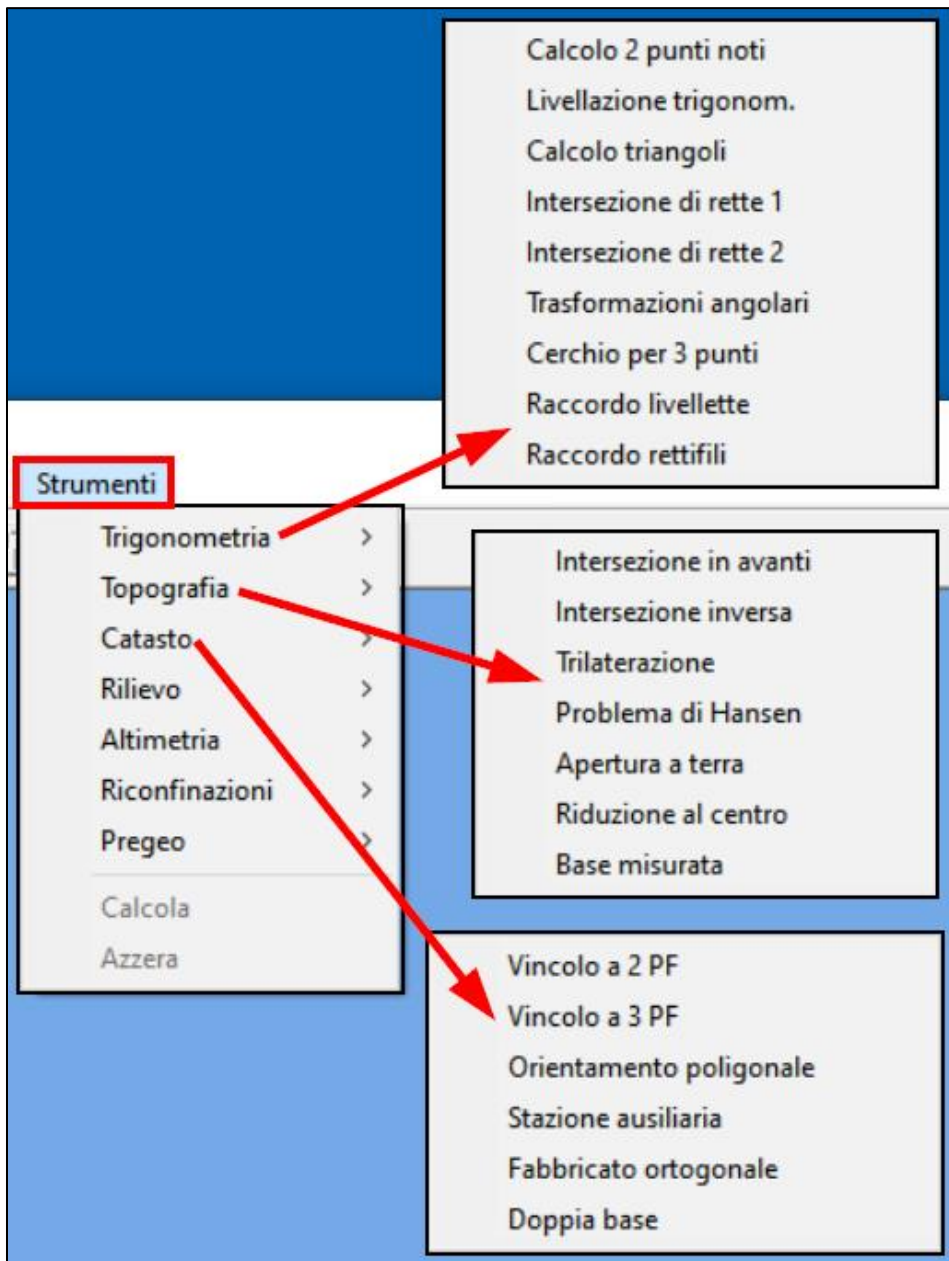 Calcolo 2 punti noti
Livellazione trigonom.
Calcolo triangoli
Intersezione di rette 1
Intersezione di rette 2
Trasformazioni angolari
Cerchio per 3 punti
Raccordo livellette
Raccordo rettifili
Strumenti
Trigonometria
Topografia
Catasto
Rilievo
Altimetria
Riconfinazioni
Pregeo
Calcola
Azzera
Intersezione in avanti
Intersezione inversa
Trilaterazione
Problema di Hansen
Apertura a terra
Riduzione al centro
Base misurata
Vincolo a 2 PF
Vincolo a 3 PF
Orientamento poligonale
Stazione ausiliaria
Fabbricato ortogonale
Doppia base